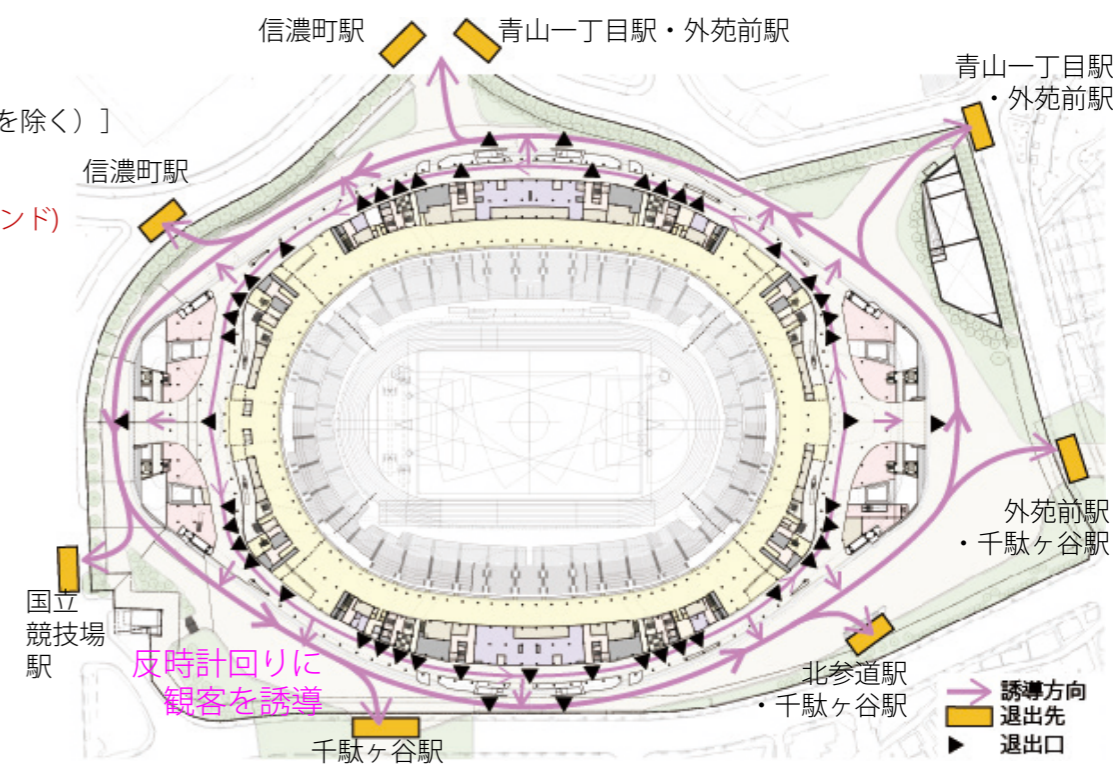 信濃町駅
青山一丁目駅・外苑前駅
青山一丁目駅
・外苑前駅
を除く）］
信濃町駅
ンド)
外苑前駅
・千駄ヶ谷駅
国立
競技場
駅
反時計回りに
観客を誘導
北参道駅
・千駄ヶ谷駅
千駄ヶ谷駅
誘導方向
退出先
退出口